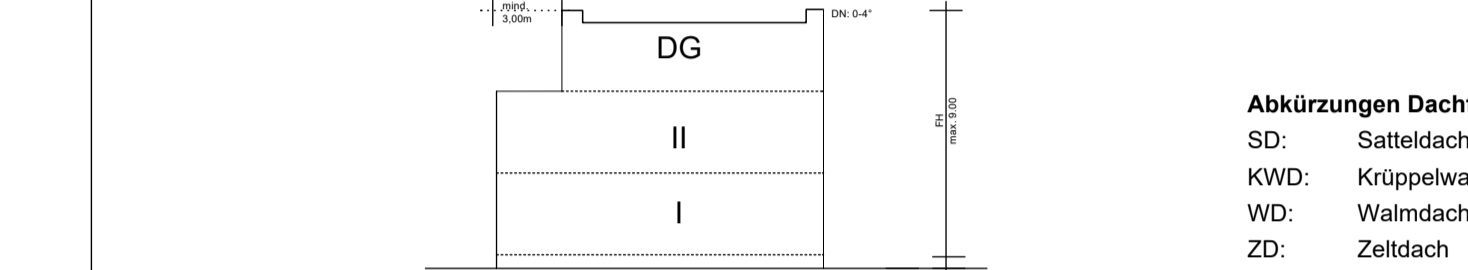 mind.
3,00m
DN: 0-4°
DG
II
I
FH
max. 9.00
Abkürzungen Dach
SD: Satteldach
KWD: Krüppelwa
WD: Walmdach
ZD: Zeltdach